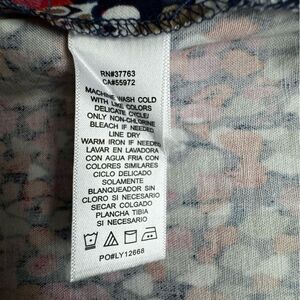 RN#37763
CA#55972
MACHINE WASH COLD
WITH LIKE COLORS
DELICATE CYCLE/
ONLY NON-CHLORINE
BLEACH IF NEEDED
LINE DRY
WARM IRON IF NEEDED
LAVAR EN LAVADORA
CON AGUA FRIA CON
COLORES SIMILARES
CICLO DELICADO
SOLAMENTE
BLANQUEADOR SIN
CLORO SI NECESARIO
SECAR COLGADO
PLANCHA TIBIA
SI NECESARIO
PO#LY12668